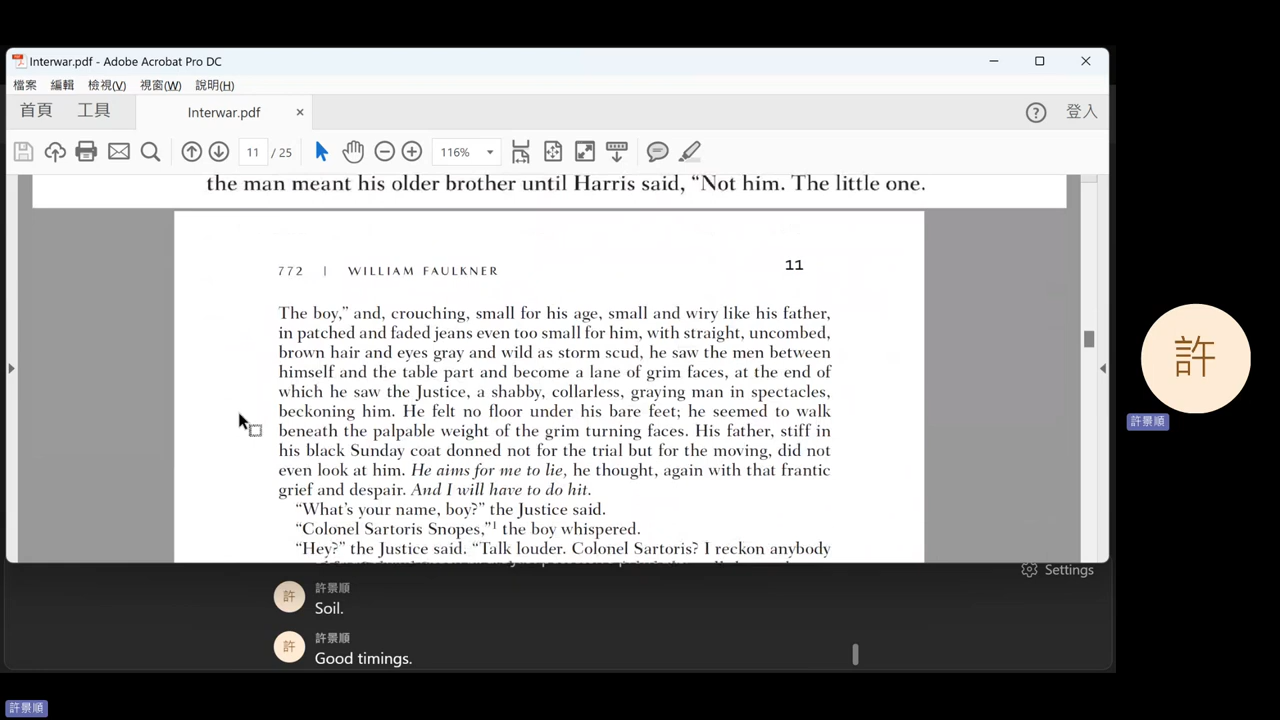 Interwar.pdf - Adobe Acrobat Pro DC
檔案 編輯 檢視(V) 視窗(W) 說明(H)
首頁 工具 Interwar.pdf × 登入
11 / 25 116%
the man meant his older brother until Harris said, “Not him. The little one.
772 | WILLIAM FAULKNER 11
The boy,” and, crouching, small for his age, small and wiry like his father,
in patched and faded jeans even too small for him, with straight, uncombed,
brown hair and eyes gray and wild as storm scud, he saw the men between
himself and the table part and become a lane of grim faces, at the end of
which he saw the Justice, a shabby, collarless, graying man in spectacles,
beckoning him. He felt no floor under his bare feet; he seemed to walk
beneath the palpable weight of the grim turning faces. His father, stiff in
his black Sunday coat donned not for the trial but for the moving, did not
even look at him. He aims for me to lie, he thought, again with that frantic
grief and despair. And I will have to do hit.
“What’s your name, boy?” the Justice said.
“Colonel Sartoris Snopes,”1 the boy whispered.
“Hey?” the Justice said. “Talk louder. Colonel Sartoris? I reckon anybody
Settings
許 許景順
Soil.
許 許景順
Good timings.
許
許景順
許景順